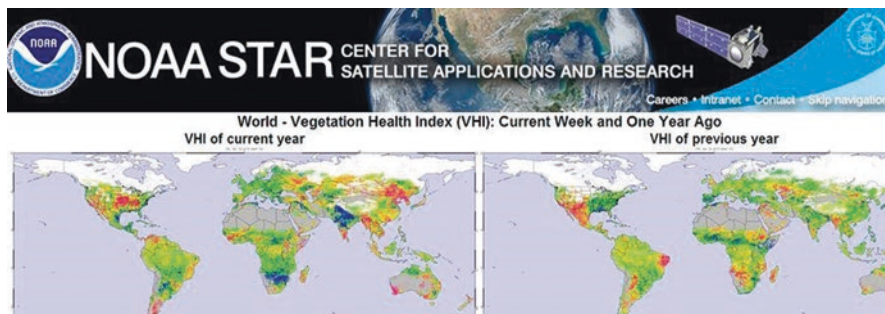 NOAA
NOAA STAR
CENTER FOR
SATELLITE APPLICATIONS AND RESEARCH
Careers • Intranet • Contact • Skip navigation
World - Vegetation Health Index (VHI): Current Week and One Year Ago
VHI of current year
VHI of previous year